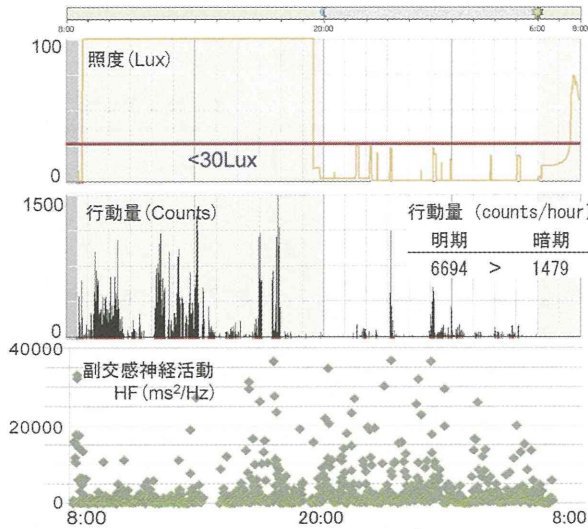 8:00 20:00 6:00 8:00
100
照度(Lux)
<30Lux
0
1500
行動量(Counts)
行動量 (counts/hour)
明期 暗期
6694 > 1479
0
40000
副交感神経活動
HF(ms²/Hz)
20000
0
8:00 20:00 8:00